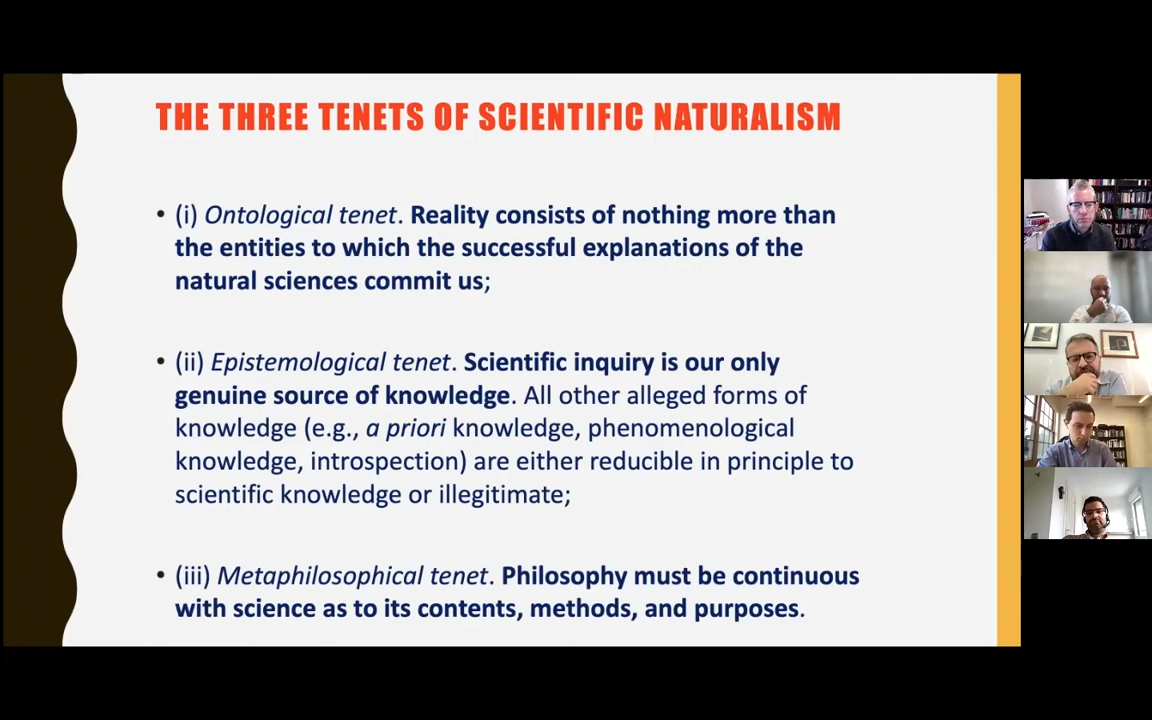 THE THREE TENETS OF SCIENTIFIC NATURALISM
• (i) Ontological tenet. Reality consists of nothing more than
the entities to which the successful explanations of the
natural sciences commit us;
• (ii) Epistemological tenet. Scientific inquiry is our only
genuine source of knowledge. All other alleged forms of
knowledge (e.g., a priori knowledge, phenomenological
knowledge, introspection) are either reducible in principle to
scientific knowledge or illegitimate;
• (iii) Metaphilosophical tenet. Philosophy must be continuous
with science as to its contents, methods, and purposes.